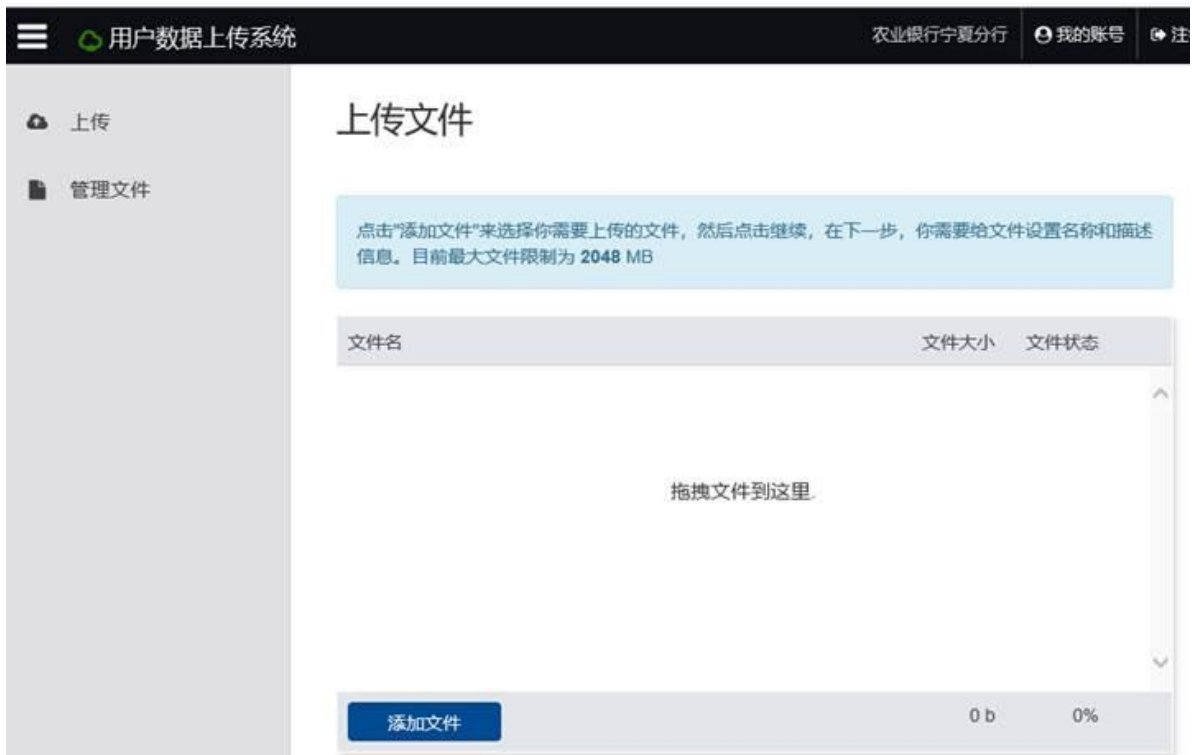 用户数据上传系统 农业银行宁夏分行 我的账号 注
上传
管理文件
上传文件
点击"添加文件"来选择你需要上传的文件，然后点击继续，在下一步，你需要给文件设置名称和描述
信息。目前最大文件限制为 2048 MB
文件名 文件大小 文件状态
拖拽文件到这里.
添加文件 0 b 0%